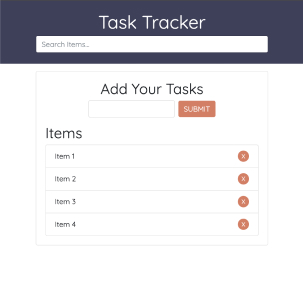 Task Tracker
Search Items...
Add Your Tasks
SUBMIT
Items
Item 1 X
Item 2 X
Item 3 X
Item 4 X